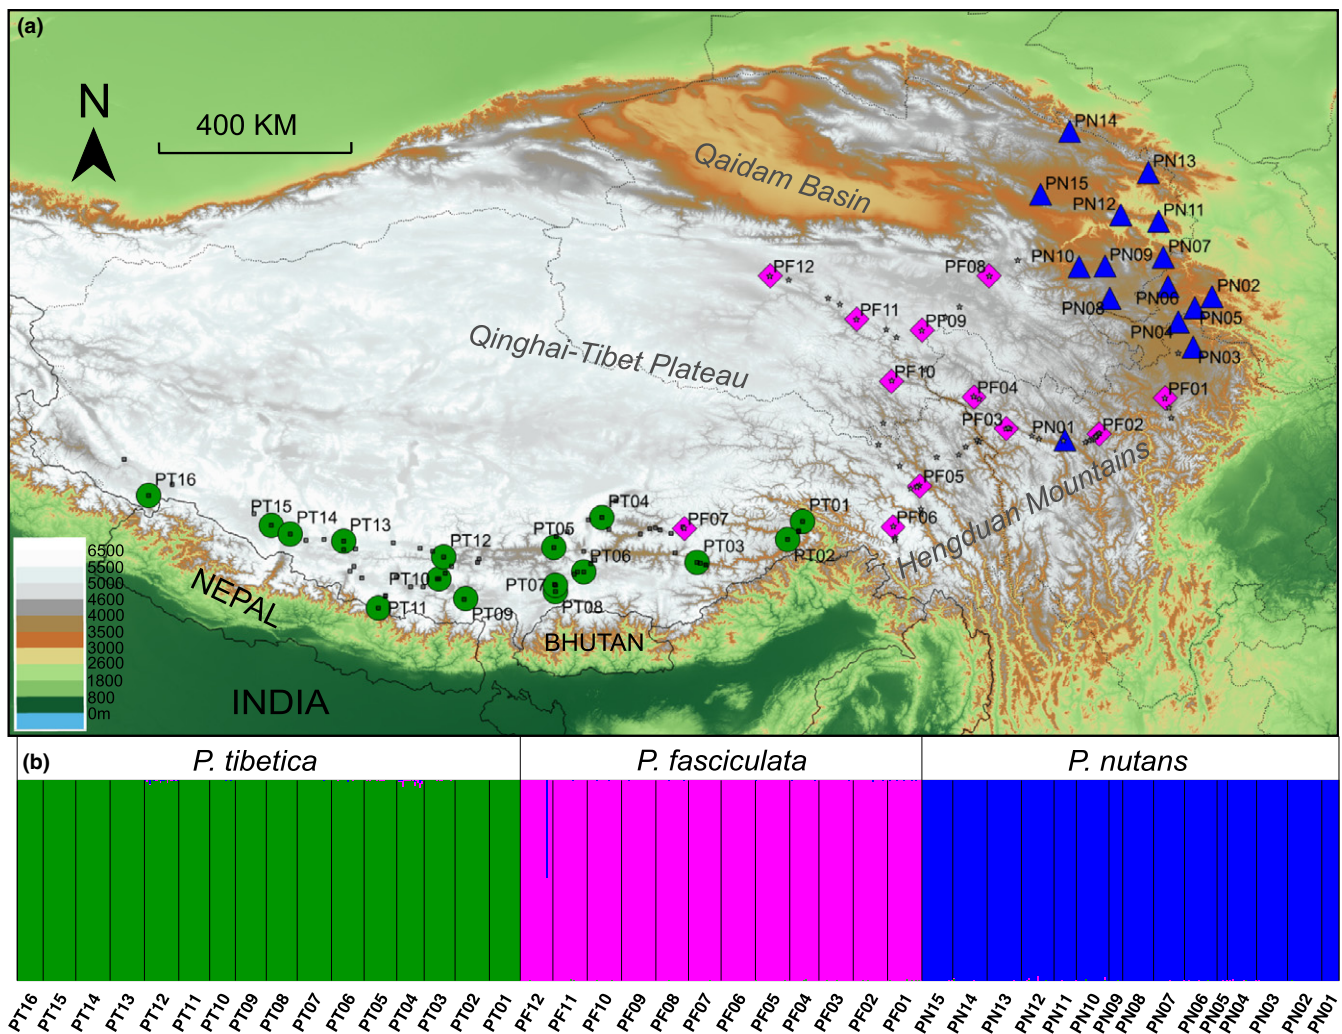 (a)
N
400 KM
Qaidam Basin
Qinghai-Tibet Plateau
Hengduan Mountains
NEPAL
BHUTAN
INDIA
PN14
PN13
PN15
PN12
PN11
PN07
PN10
PN09
PN08
PN06
PN02
PN05
PN04
PN03
PF12
PF08
PF11
PF09
PF10
PF04
PF01
PF03
PN01
PF02
PF05
PF06
PF07
PT16
PT15
PT14
PT13
PT12
PT10
PT11
PT09
PT04
PT05
PT06
PT07
PT08
PT03
PT01
PT02
6500
5500
5000
4600
4000
3500
3000
2600
1800
800
0m
(b)
P. tibetica
P. fasciculata
P. nutans
PT16 PT15 PT14 PT13 PT12 PT11 PT10 PT09 PT08 PT07 PT06 PT05 PT04 PT03 PT02 PT01 PF12 PF11 PF10 PF09 PF08 PF07 PF06 PF05 PF04 PF03 PF02 PF01 PN15 PN14 PN13 PN12 PN11 PN10 PN09 PN08 PN07 PN06 PN05 PN04 PN03 PN02 PN01